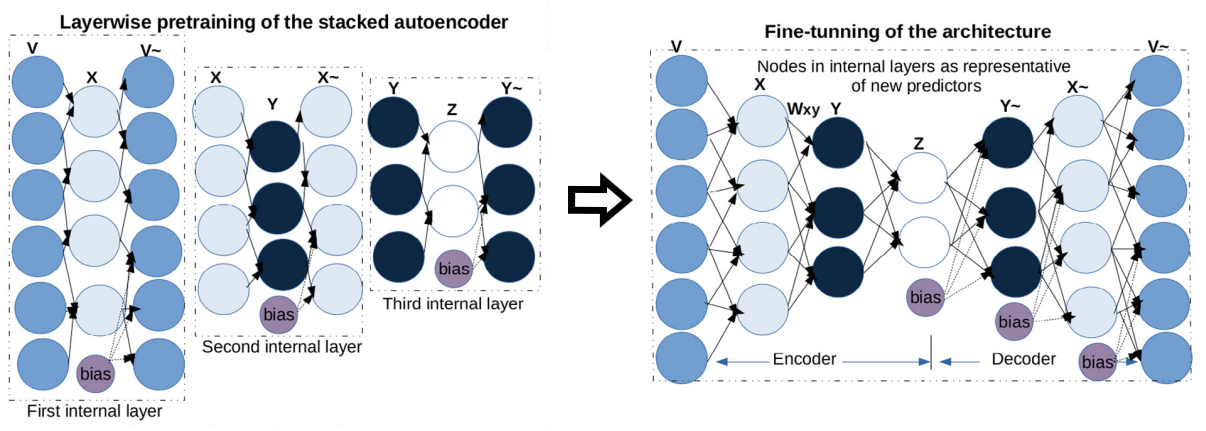 Layerwise pretraining of the stacked autoencoder
V
V~
X
bias
First internal layer
X
X~
Y
bias
Second internal layer
Y
Y~
Z
bias
Third internal layer
Fine-tunning of the architecture
V
V~
Nodes in internal layers as representative
of new predictors
X
Wxy
Y
Z
Y~
X~
bias
bias
bias
Encoder
Decoder